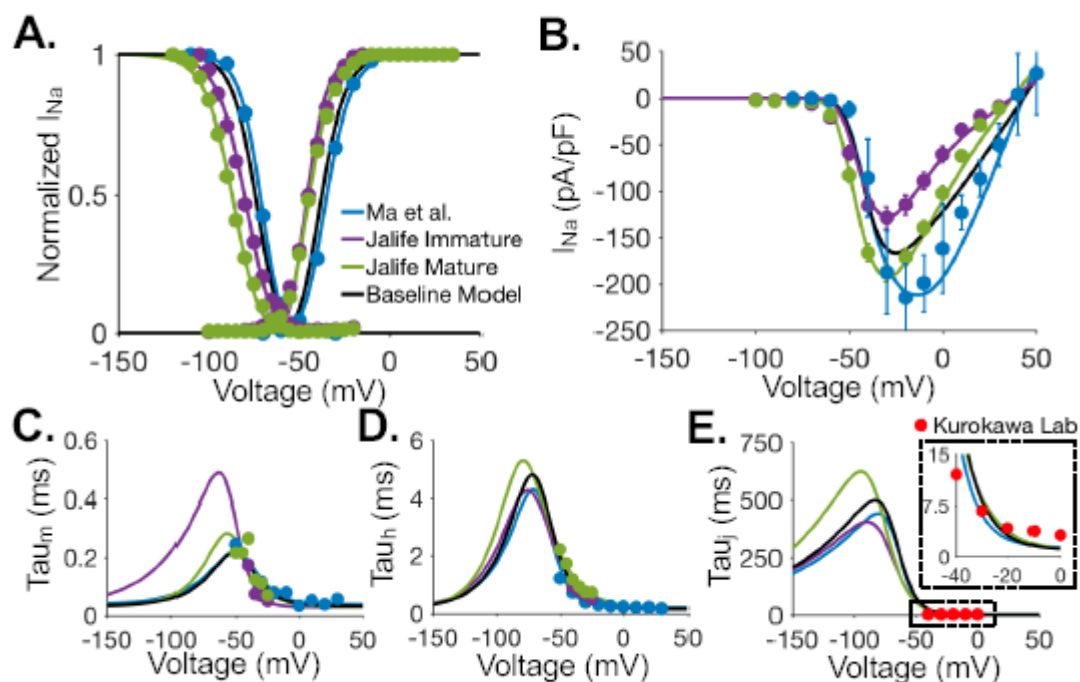 A.
Normalized I_Na
1
0.5
0
-150 -100 -50 0 50
Voltage (mV)
Ma et al.
Jalife Immature
Jalife Mature
Baseline Model
B.
I_Na (pA/pF)
50
0
-50
-100
-150
-200
-250
-150 -100 -50 0 50
Voltage (mV)
C.
Tau_m (ms)
0.6
0.4
0.2
0
-150 -100 -50 0 50
Voltage (mV)
D.
Tau_h (ms)
6
4
2
0
-150 -100 -50 0 50
Voltage (mV)
E.
Kurokawa Lab
Tau_j (ms)
750
500
250
0
-150 -100 -50 0 50
Voltage (mV)
15
7.5
0
-40 -20 0